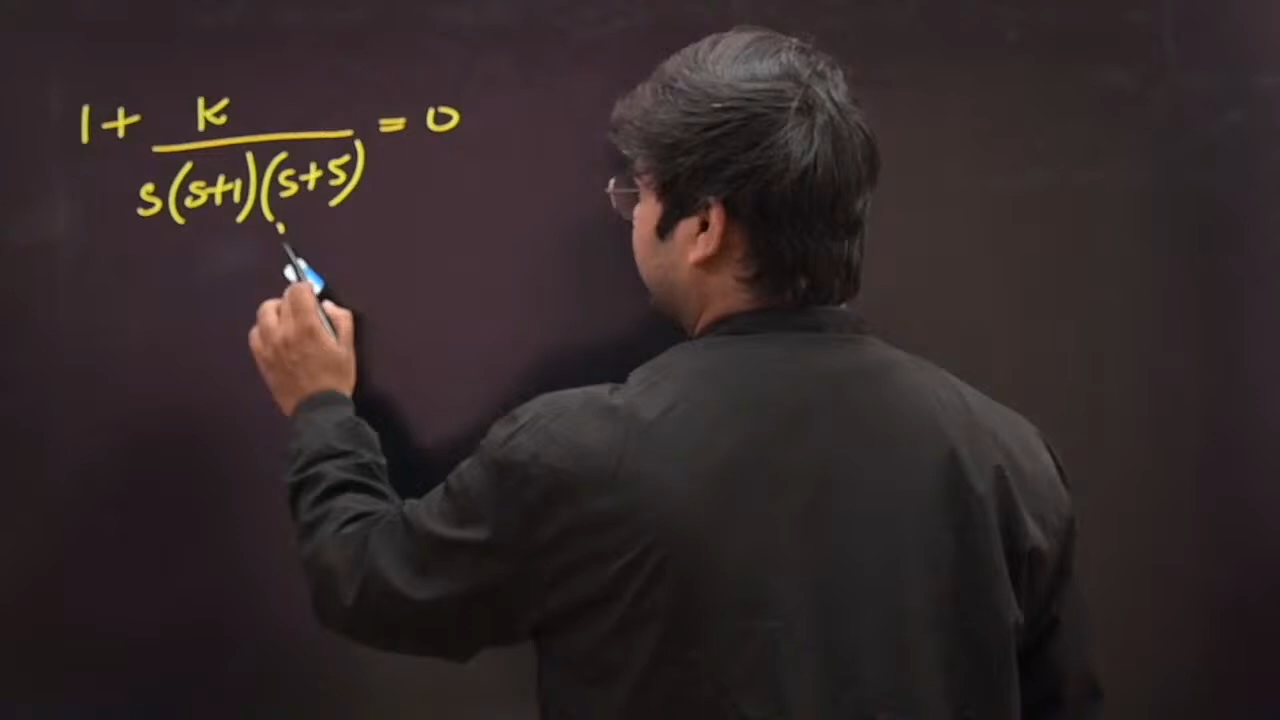 1 + K / s(s+1)(s+5) = 0